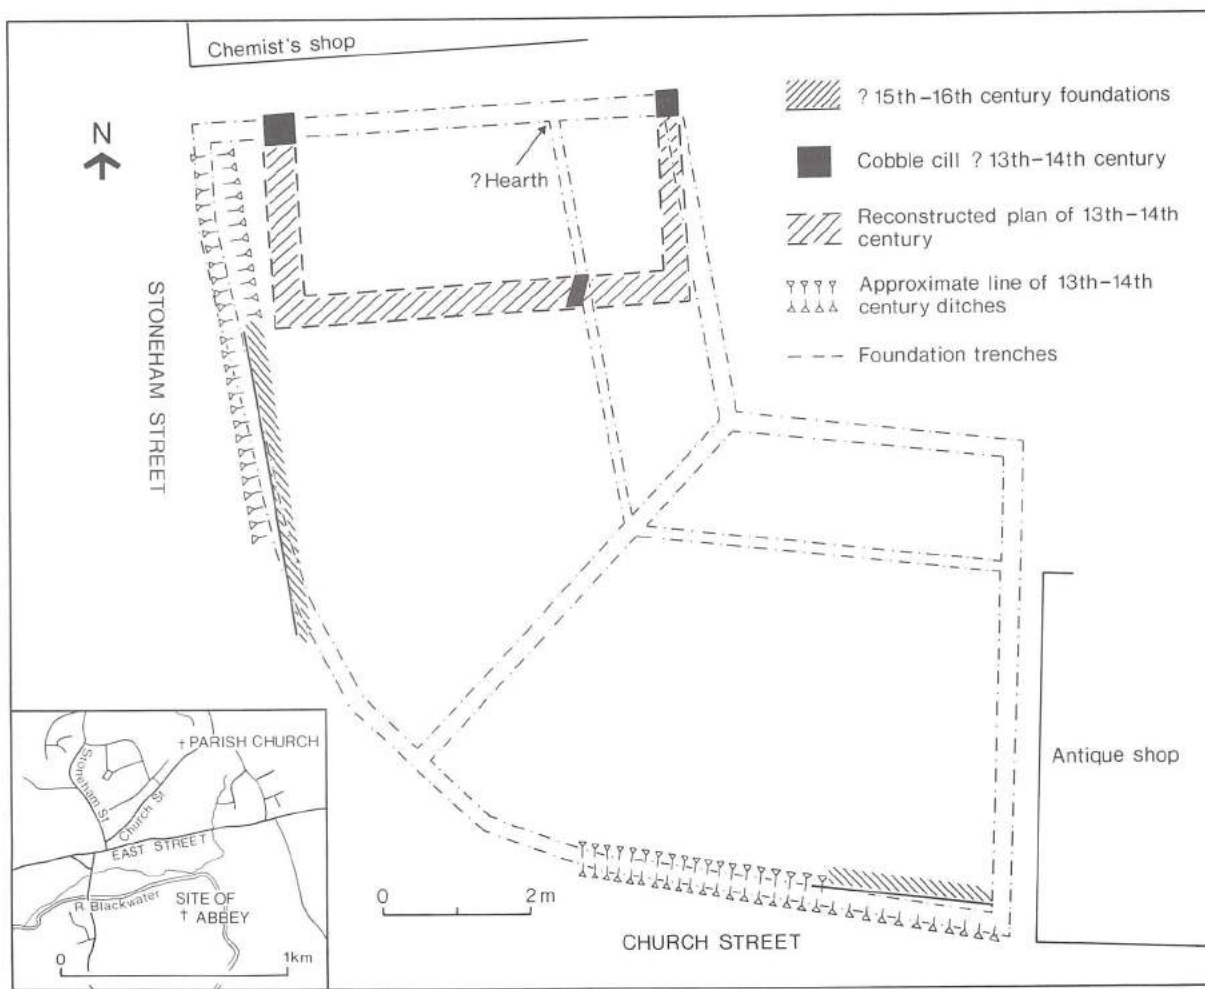 Chemist's shop
N
? 15th–16th century foundations
Cobble cill ? 13th–14th century
Reconstructed plan of 13th–14th
century
Approximate line of 13th–14th
century ditches
Foundation trenches
? Hearth
STONEHAM STREET
Antique shop
CHURCH STREET
0 2m
† PARISH CHURCH
Stoneham St
Church St
EAST STREET
R. Blackwater
SITE OF
† ABBEY
0 1km